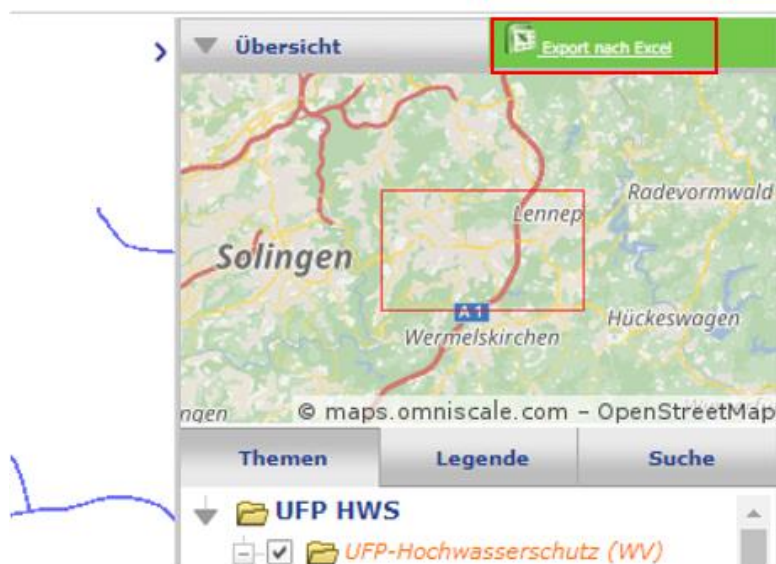 Übersicht
Export nach Excel
Radevormwald
Lennep
Solingen
A 1
Hückeswagen
Wermelskirchen
ngen
© maps.omniscale.com – OpenStreetMap
Themen
Legende
Suche
UFP HWS
UFP-Hochwasserschutz (WV)